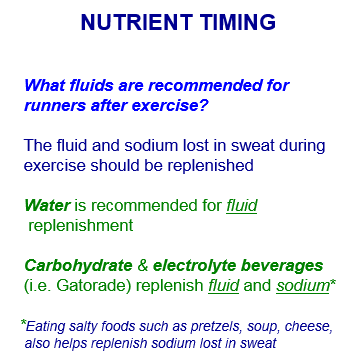 NUTRIENT TIMING
What fluids are recommended for
runners after exercise?
The fluid and sodium lost in sweat during
exercise should be replenished
Water is recommended for fluid
replenishment
Carbohydrate & electrolyte beverages
(i.e. Gatorade) replenish fluid and sodium*
*Eating salty foods such as pretzels, soup, cheese,
also helps replenish sodium lost in sweat